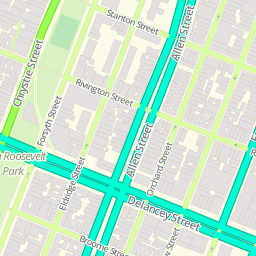 Stanton Street
Chrystie Street
Allen Street
Rivington Street
Forsyth Street
Allen Street
Roosevelt
Park
Eldridge Street
Orchard Street
Delancey Street
Broome Street
Street